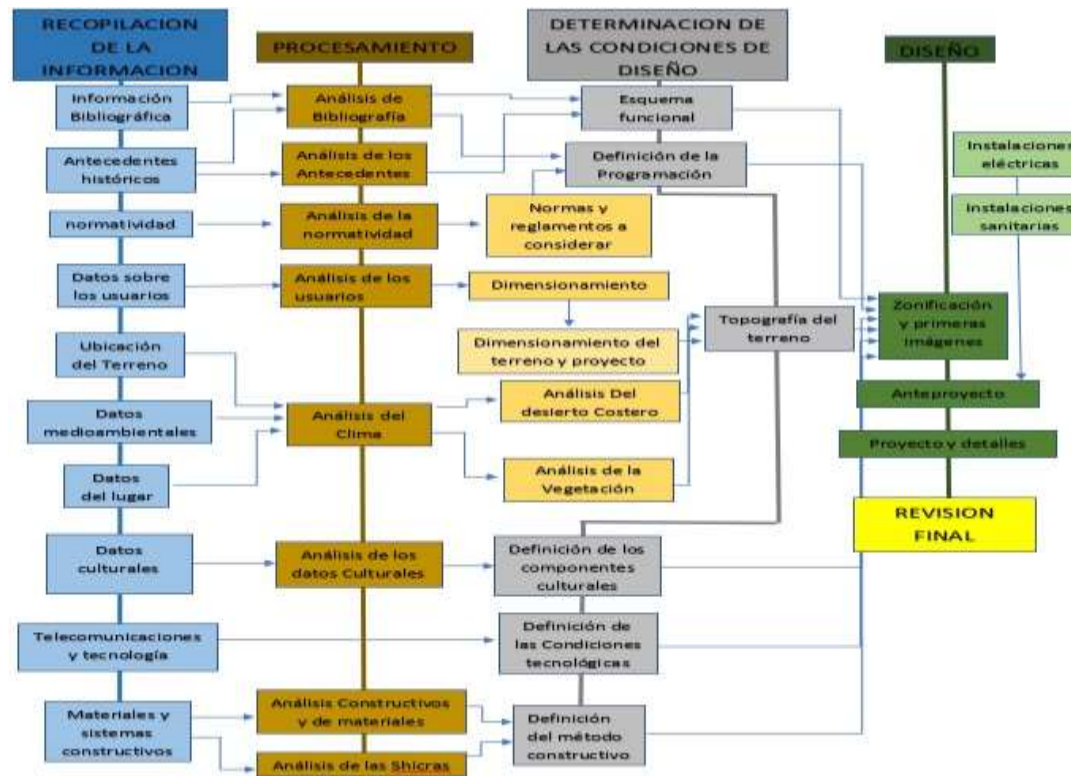 RECOPILACION
DE LA
INFORMACION
Información
Bibliográfica
Antecedentes
históricos
normatividad
Datos sobre
los usuarios
Ubicación
del Terreno
Datos
medioambientales
Datos
del lugar
Datos
culturales
Telecomunicaciones
y tecnología
Materiales y
sistemas
constructivos
PROCESAMIENTO
Análisis de
Bibliografía
Análisis de los
Antecedentes
Análisis de la
normatividad
Análisis de los
usuarios
Análisis del
Clima
Análisis de los
datos Culturales
Análisis Constructivos
y de materiales
Análisis de las Shicras
DETERMINACION DE
LAS CONDICIONES DE
DISEÑO
Esquema
funcional
Definición de la
Programación
Normas y
reglamentos a
considerar
Dimensionamiento
Dimensionamiento del
terreno y proyecto
Topografía del
terreno
Análisis Del
desierto Costero
Análisis de la
Vegetación
Definición de los
componentes
culturales
Definición de
las Condiciones
tecnológicas
Definición
del método
constructivo
DISEÑO
Instalaciones
eléctricas
Instalaciones
sanitarias
Zonificación
y primeras
imágenes
Anteproyecto
Proyecto y detalles
REVISION
FINAL